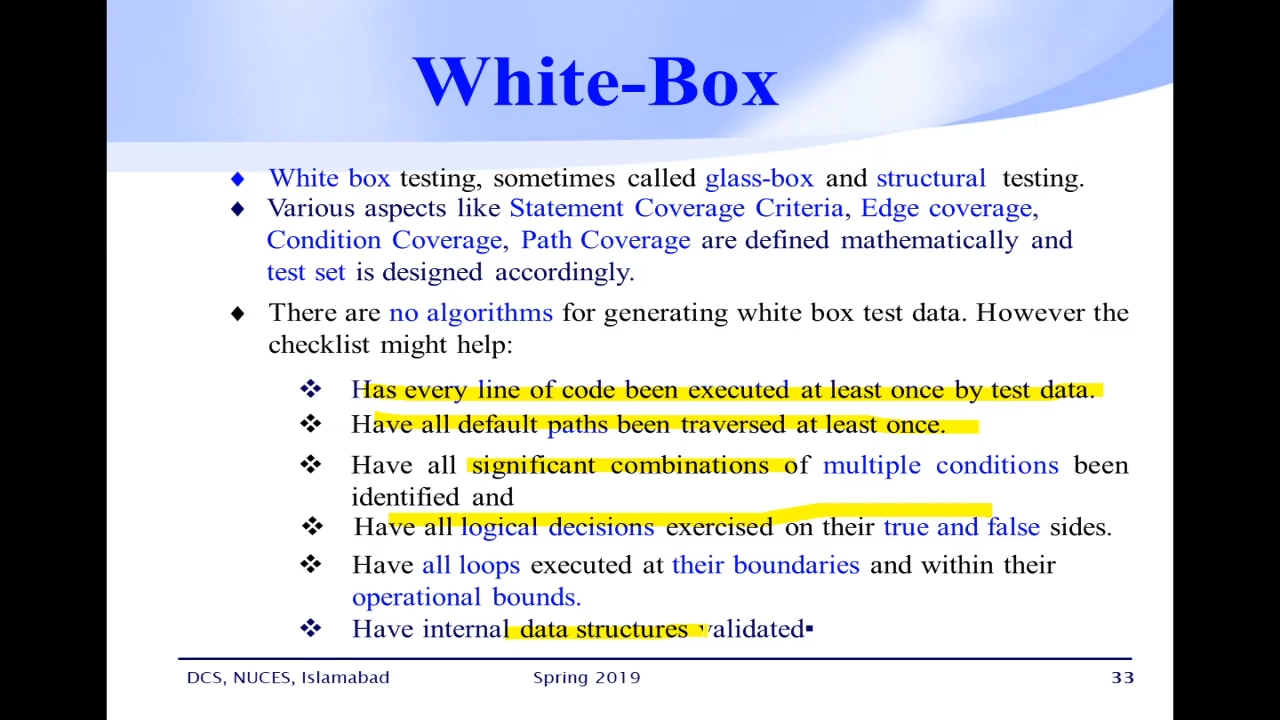 White-Box
♦ White box testing, sometimes called glass-box and structural testing.
♦ Various aspects like Statement Coverage Criteria, Edge coverage,
Condition Coverage, Path Coverage are defined mathematically and
test set is designed accordingly.
♦ There are no algorithms for generating white box test data. However the
checklist might help:
❖ Has every line of code been executed at least once by test data.
❖ Have all default paths been traversed at least once.
❖ Have all significant combinations of multiple conditions been
identified and
❖ Have all logical decisions exercised on their true and false sides.
❖ Have all loops executed at their boundaries and within their
operational bounds.
❖ Have internal data structures validated▪
DCS, NUCES, Islamabad Spring 2019 33